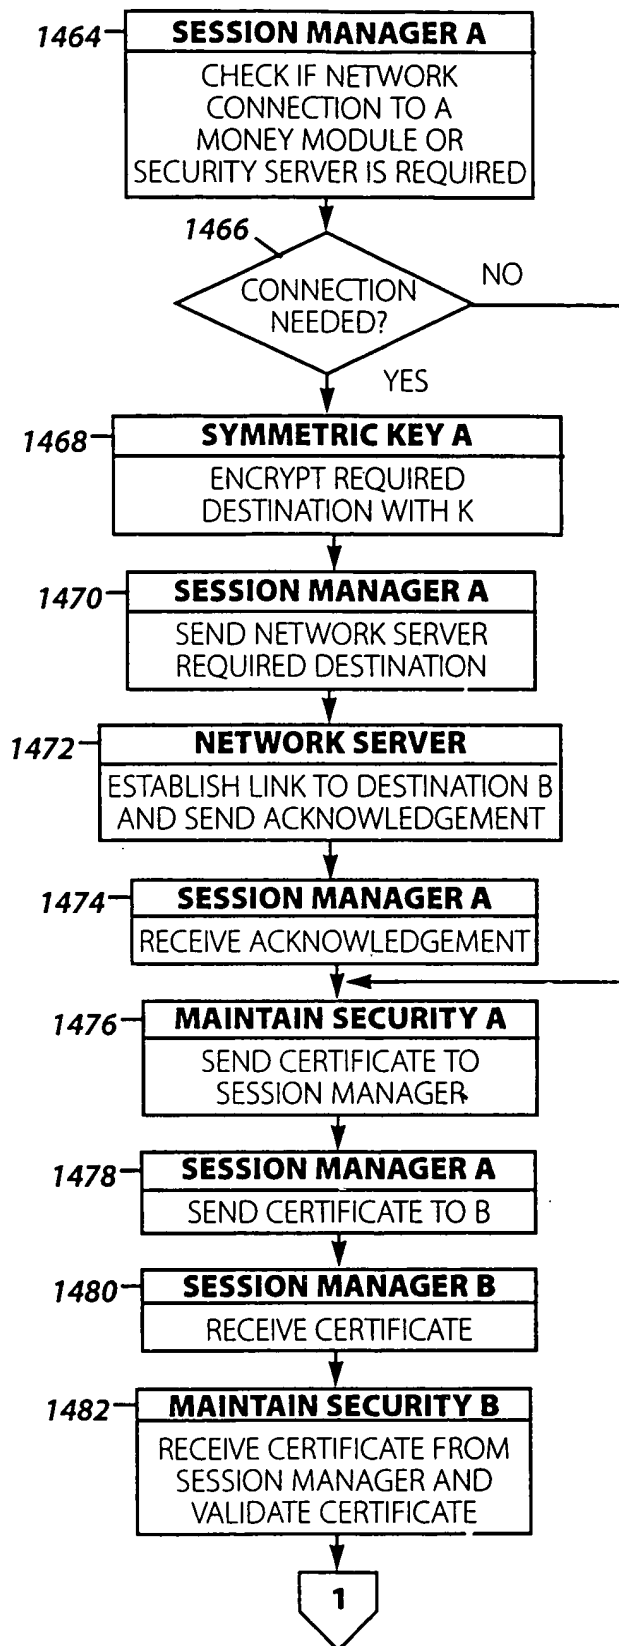 1464
SESSION MANAGER A
CHECK IF NETWORK
CONNECTION TO A
MONEY MODULE OR
SECURITY SERVER IS REQUIRED
1466
CONNECTION
NEEDED?
NO
YES
1468
SYMMETRIC KEY A
ENCRYPT REQUIRED
DESTINATION WITH K
1470
SESSION MANAGER A
SEND NETWORK SERVER
REQUIRED DESTINATION
1472
NETWORK SERVER
ESTABLISH LINK TO DESTINATION B
AND SEND ACKNOWLEDGEMENT
1474
SESSION MANAGER A
RECEIVE ACKNOWLEDGEMENT
1476
MAINTAIN SECURITY A
SEND CERTIFICATE TO
SESSION MANAGER
1478
SESSION MANAGER A
SEND CERTIFICATE TO B
1480
SESSION MANAGER B
RECEIVE CERTIFICATE
1482
MAINTAIN SECURITY B
RECEIVE CERTIFICATE FROM
SESSION MANAGER AND
VALIDATE CERTIFICATE
1